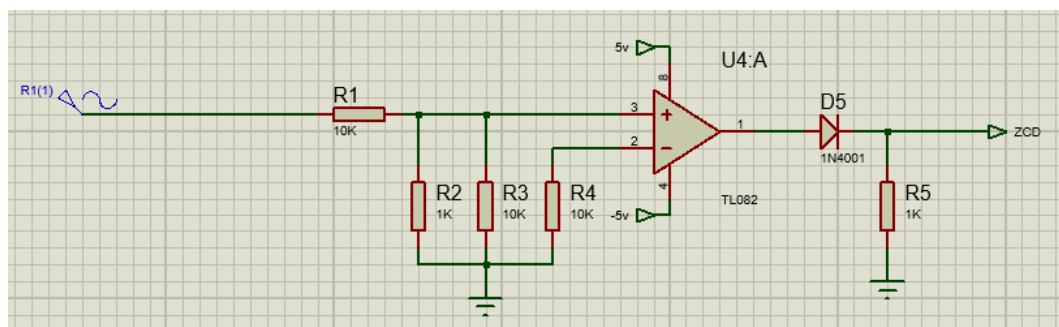 R1(1)
R1
10K
R2
1K
R3
10K
R4
10K
5v
-5v
3
2
8
4
1
+
−
U4:A
TL082
D5
1N4001
R5
1K
ZCD